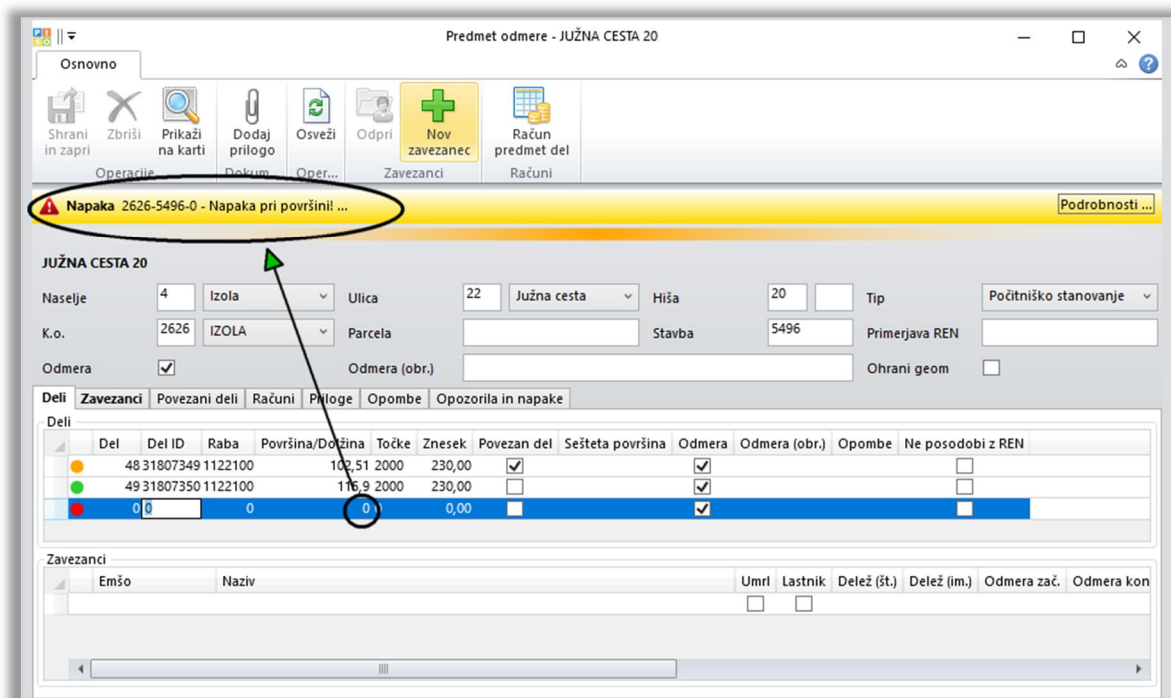 Predmet odmere - JUŽNA CESTA 20
Osnovno
Shrani in zapri
Zbriši
Prikaži na karti
Dodaj prilogo
Osveži
Odpri
Nov zavezanec
Račun predmet del
Operacije
Dokum...
Oper...
Zavezanci
Računi
Napaka 2626-5496-0 - Napaka pri površini! ... Podrobnosti ...
JUŽNA CESTA 20
Naselje 4 Izola Ulica 22 Južna cesta Hiša 20 Tip Počitniško stanovanje
K.o. 2626 IZOLA Parcela Stavba 5496 Primerjava REN
Odmera Odmera (obr.) Ohrani geom
Deli Zavezanci Povezani deli Računi Priloge Opombe Opozorila in napake
Deli
Del Del ID Raba Površina/Dolžina Točke Znesek Povezan del Sešteta površina Odmera Odmera (obr.) Opombe Ne posodobi z REN
48 31807349 1122100 102,51 2000 230,00
49 31807350 1122100 116,9 2000 230,00
0 0 0 0 0 0,00
Zavezanci
Emšo Naziv Umrl Lastnik Delež (št.) Delež (im.) Odmera zač. Odmera kon